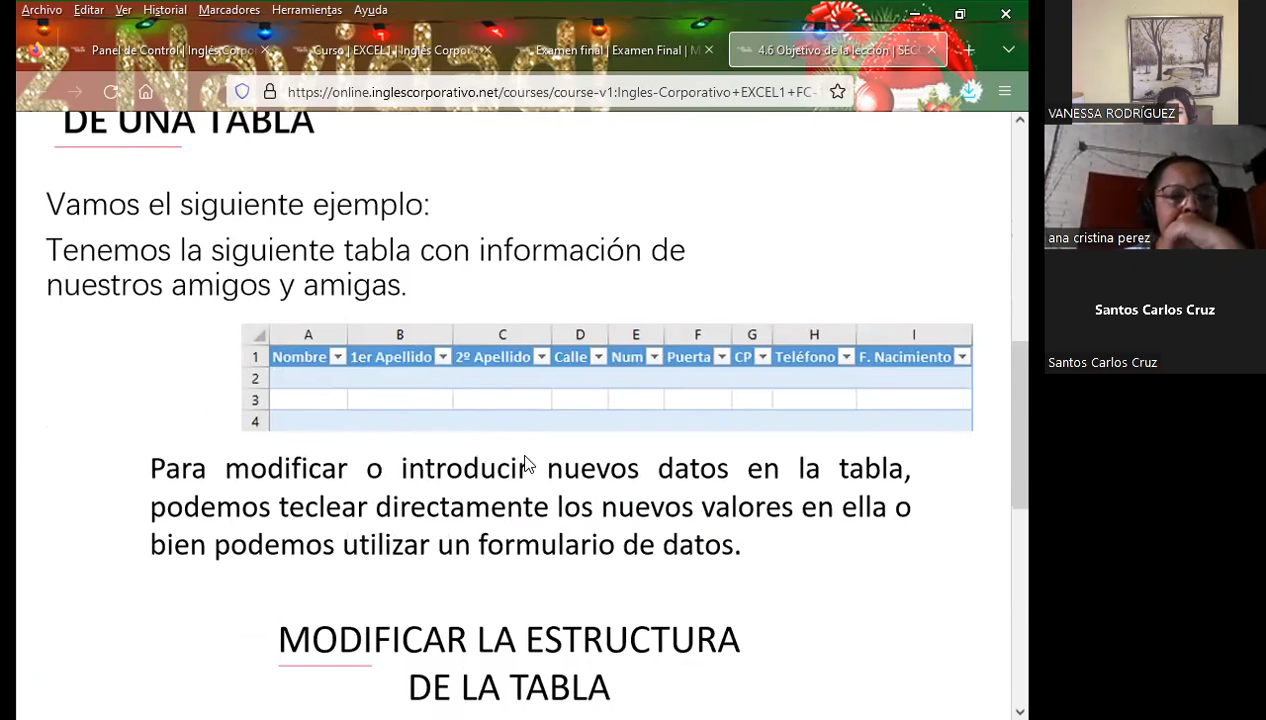 Archivo Editar Ver Historial Marcadores Herramientas Ayuda
Panel de Control | Inglés Corpo
Curso | EXCEL1 | Inglés Corpor
Examen final | Examen Final | M
4.6 Objetivo de la lección | SEC
Z Navidad!
https://online.inglescorporativo.net/courses/course-v1:Ingles-Corporativo+EXCEL1+FC-
DE UNA TABLA
Vamos el siguiente ejemplo:
Tenemos la siguiente tabla con información de
nuestros amigos y amigas.
A B C D E F G H I
1 Nombre 1er Apellido 2º Apellido Calle Num Puerta CP Teléfono F. Nacimiento
2
3
4
Para modificar o introducir nuevos datos en la tabla,
podemos teclear directamente los nuevos valores en ella o
bien podemos utilizar un formulario de datos.
MODIFICAR LA ESTRUCTURA
DE LA TABLA
VANESSA RODRÍGUEZ
ana cristina perez
Santos Carlos Cruz
Santos Carlos Cruz